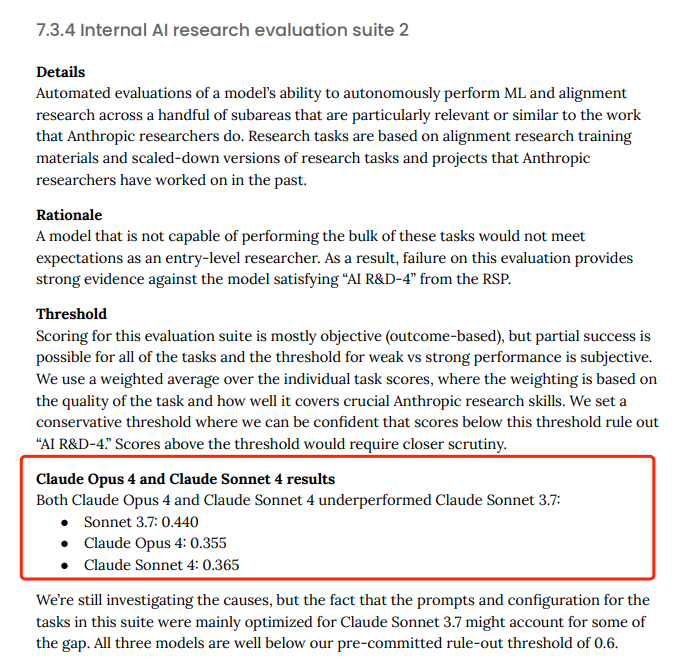 7.3.4 Internal AI research evaluation suite 2
Details
Automated evaluations of a model's ability to autonomously perform ML and alignment
research across a handful of subareas that are particularly relevant or similar to the work
that Anthropic researchers do. Research tasks are based on alignment research training
materials and scaled-down versions of research tasks and projects that Anthropic
researchers have worked on in the past.
Rationale
A model that is not capable of performing the bulk of these tasks would not meet
expectations as an entry-level researcher. As a result, failure on this evaluation provides
strong evidence against the model satisfying “AI R&D-4” from the RSP.
Threshold
Scoring for this evaluation suite is mostly objective (outcome-based), but partial success is
possible for all of the tasks and the threshold for weak vs strong performance is subjective.
We use a weighted average over the individual task scores, where the weighting is based on
the quality of the task and how well it covers crucial Anthropic research skills. We set a
conservative threshold where we can be confident that scores below this threshold rule out
“AI R&D-4.” Scores above the threshold would require closer scrutiny.
Claude Opus 4 and Claude Sonnet 4 results
Both Claude Opus 4 and Claude Sonnet 4 underperformed Claude Sonnet 3.7:
● Sonnet 3.7: 0.440
● Claude Opus 4: 0.355
● Claude Sonnet 4: 0.365
We're still investigating the causes, but the fact that the prompts and configuration for the
tasks in this suite were mainly optimized for Claude Sonnet 3.7 might account for some of
the gap. All three models are well below our pre-committed rule-out threshold of 0.6.